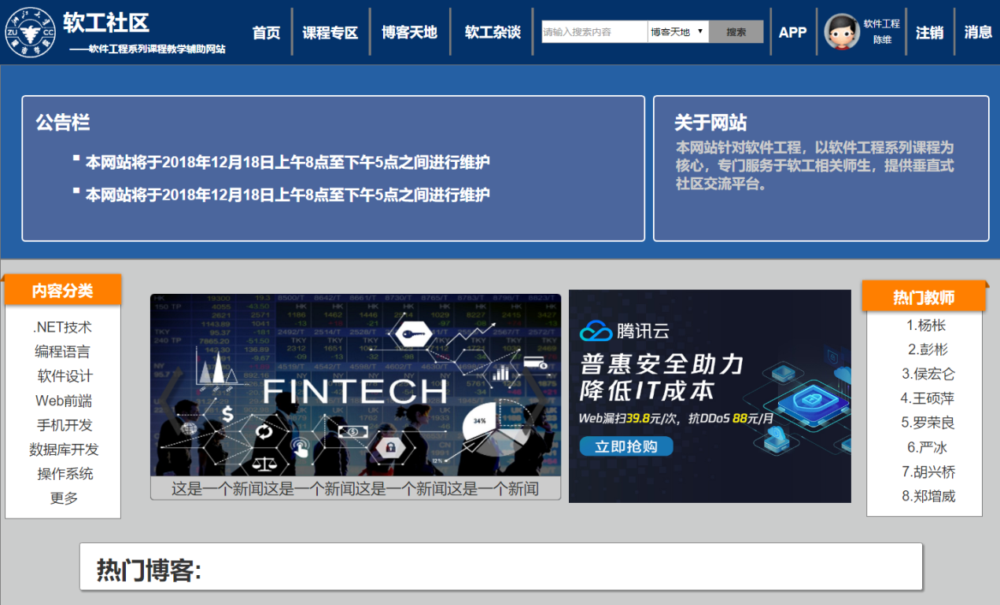 软工社区
——软件工程系列课程教学辅助网站
首页
课程专区
博客天地
软工杂谈
请输入搜索内容
博客天地
搜索
APP
软件工程
陈维
注销
消息
公告栏
本网站将于2018年12月18日上午8点至下午5点之间进行维护
本网站将于2018年12月18日上午8点至下午5点之间进行维护
关于网站
本网站针对软件工程，以软件工程系列课程为
核心，专门服务于软工相关师生，提供垂直式
社区交流平台。
内容分类
.NET技术
编程语言
软件设计
Web前端
手机开发
数据库开发
操作系统
更多
FINTECH
34%
12%
这是一个新闻这是一个新闻这是一个新闻这是一个新闻
腾讯云
普惠安全助力
降低IT成本
Web漏扫39.8元/次，抗DDoS 88元/月
立即抢购
热门教师
1.杨枨
2.彭彬
3.侯宏仑
4.王硕萍
5.罗荣良
6.严冰
7.胡兴桥
8.郑增威
热门博客: